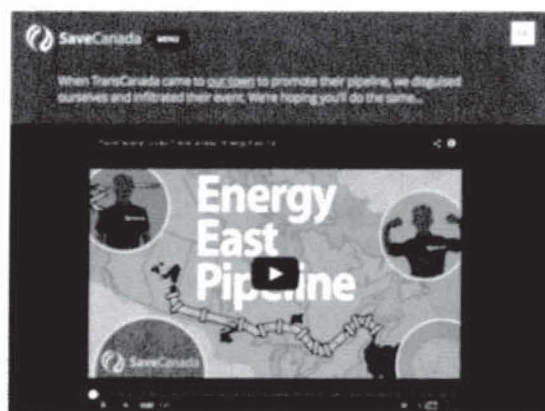 SaveCanada MENU
When TransCanada came to our town to promote their pipeline, we disguised
ourselves and infiltrated their event. We're hoping you'll do the same...
Energy
East
Pipeline
SaveCanada